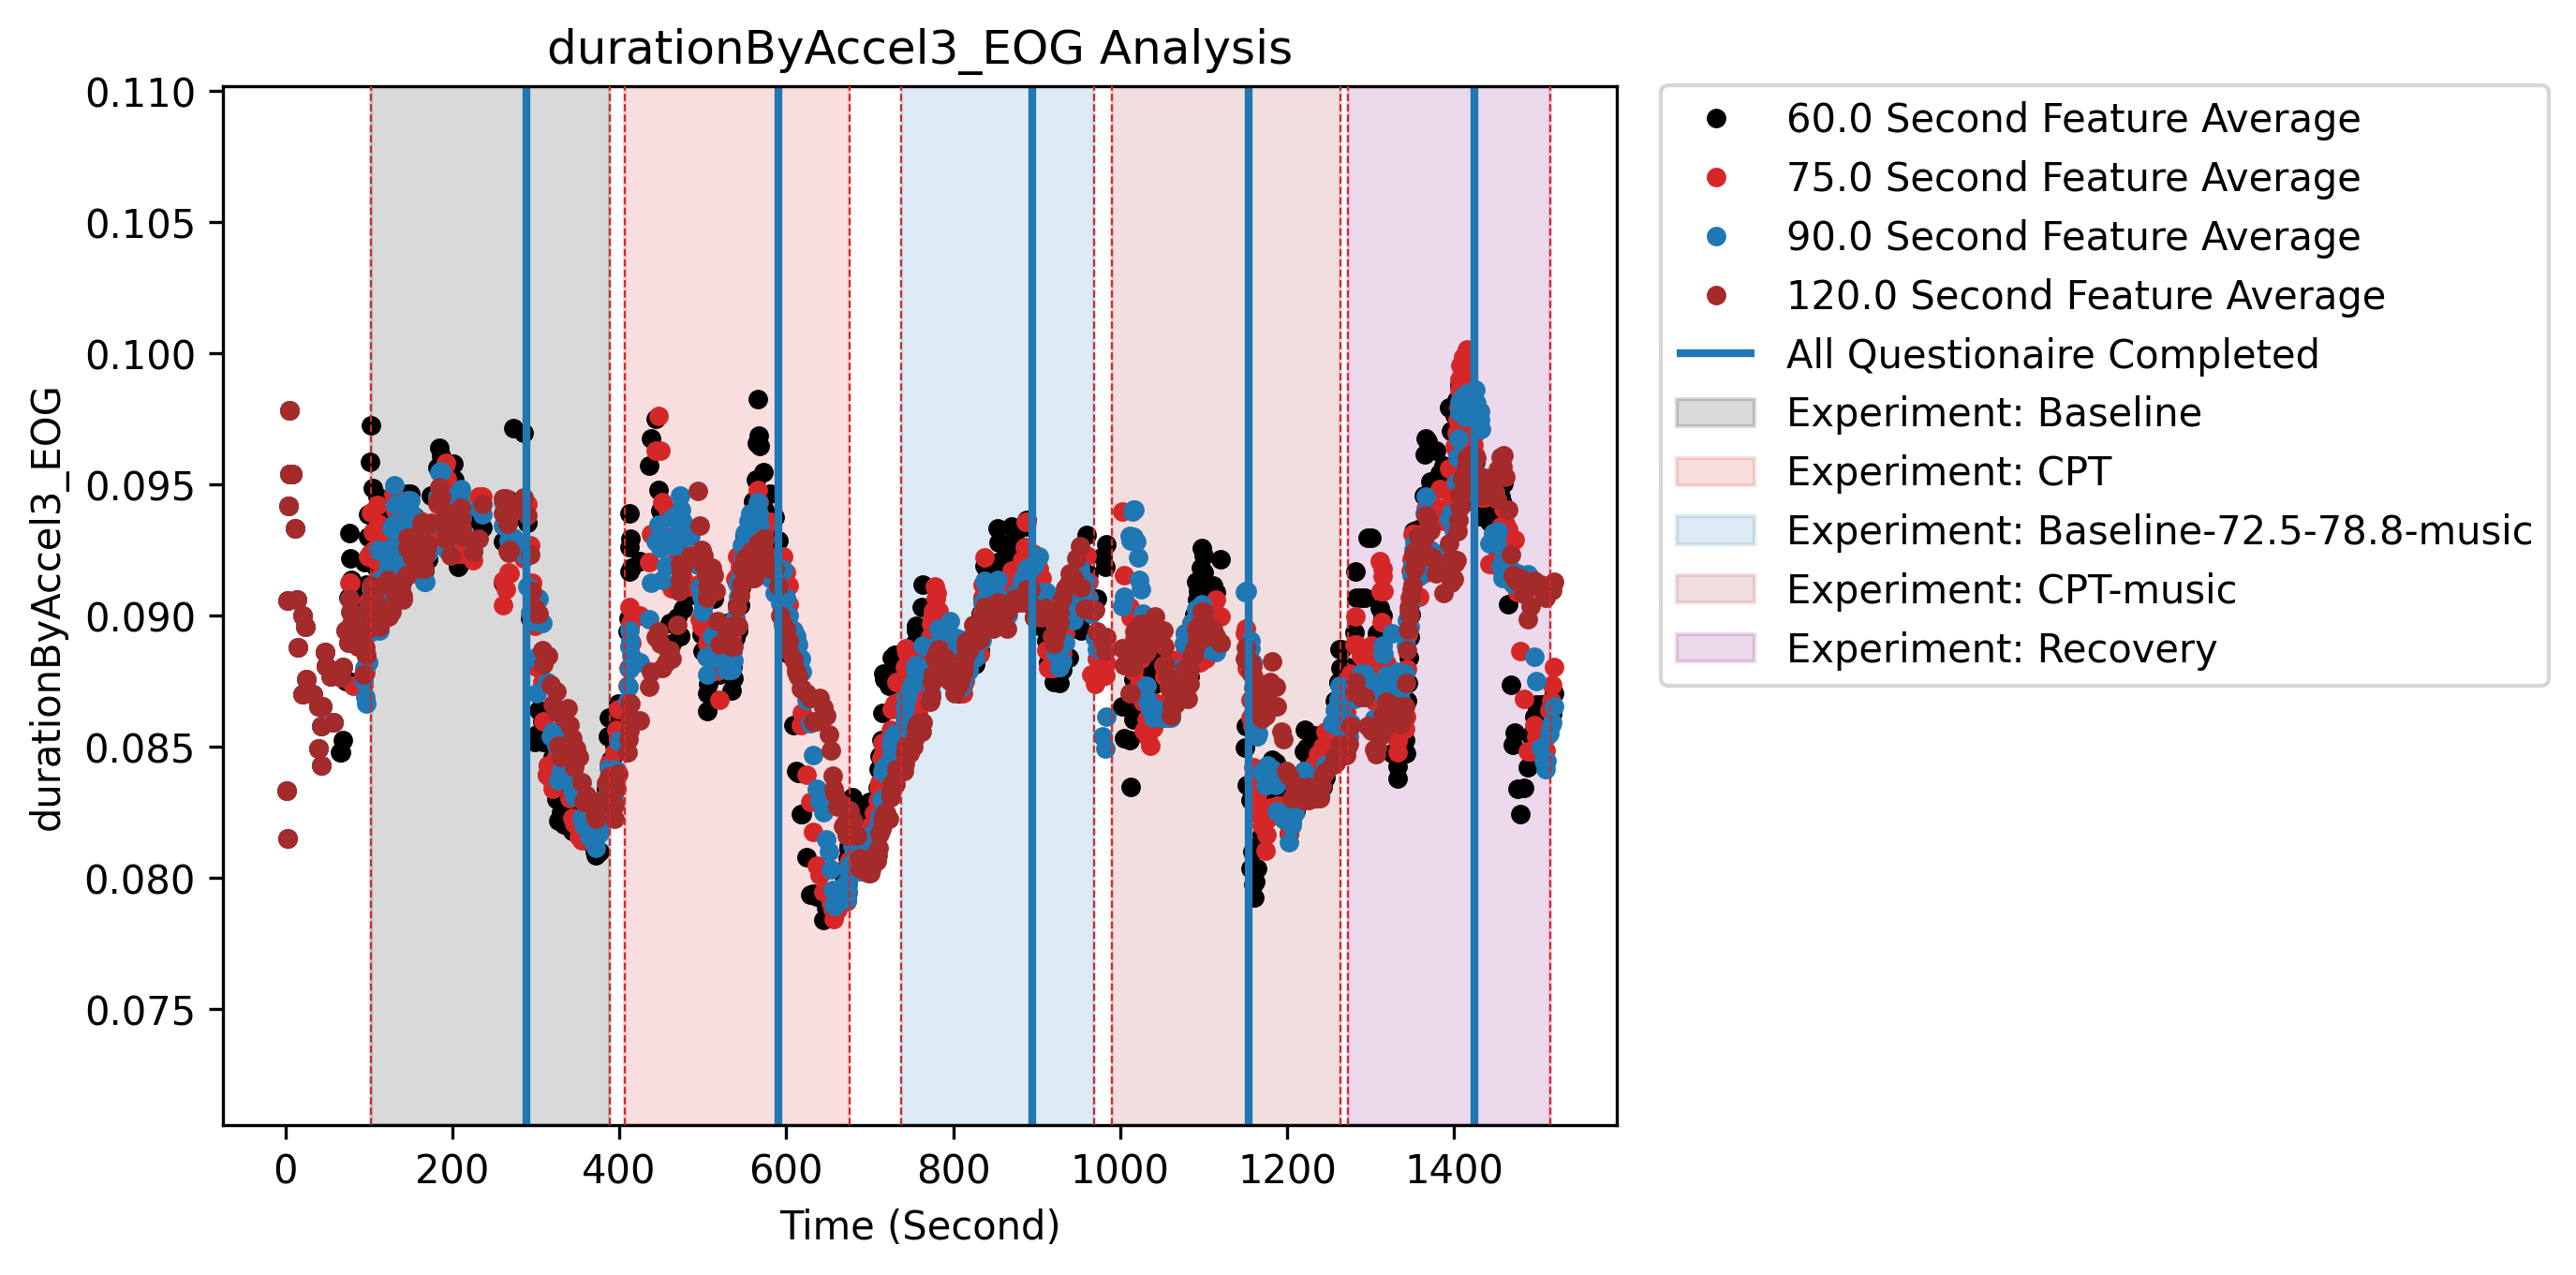 durationByAccel3_EOG Analysis
0.110
0.105
0.100
0.095
0.090
0.085
0.080
0.075
durationByAccel3_EOG
0
200
400
600
800
1000
1200
1400
Time (Second)
60.0 Second Feature Average
75.0 Second Feature Average
90.0 Second Feature Average
120.0 Second Feature Average
All Questionaire Completed
Experiment: Baseline
Experiment: CPT
Experiment: Baseline-72.5-78.8-music
Experiment: CPT-music
Experiment: Recovery